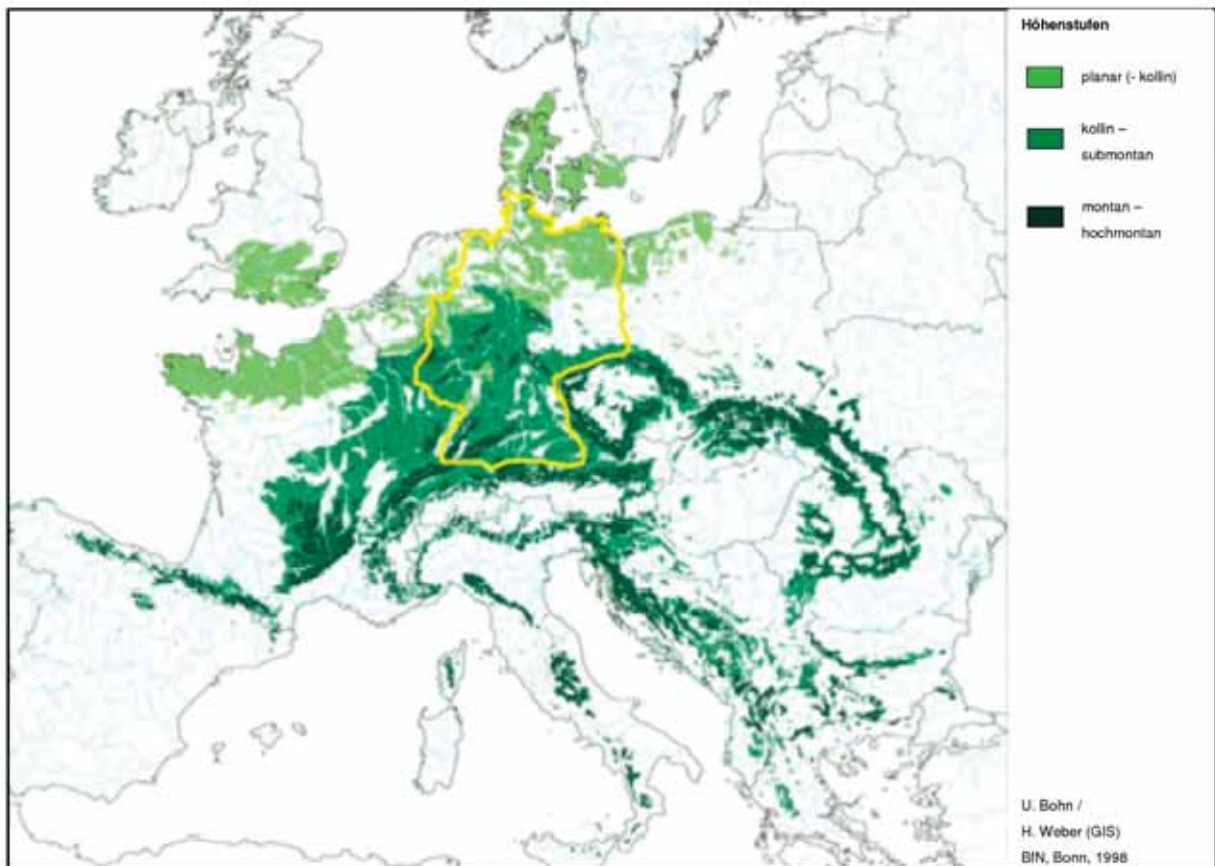 Höhenstufen
planar (- kollin)
kollin –
submontan
montan –
hochmontan
U. Bohn /
H. Weber (GIS)
BfN, Bonn, 1998